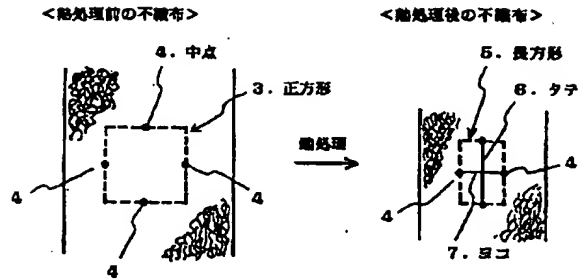 <熱処理前の不織布>
4. 中点
3. 正方形
4
4
4
熱処理
<熱処理後の不織布>
5. 長方形
6. タテ
4
4
7. ヨコ